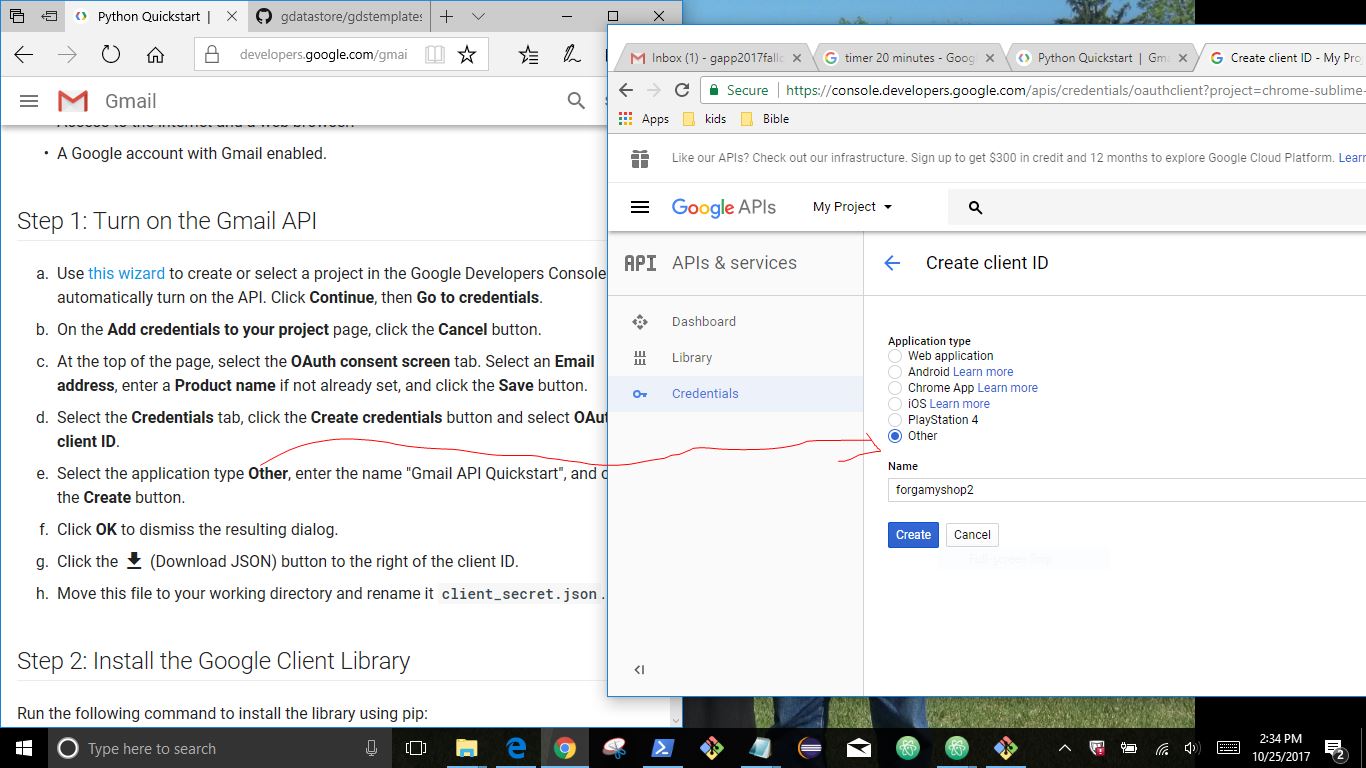 Python Quickstart |
gdatastore/gdstemplates
developers.google.com/gmai
Gmail
Access to the internet and a web browser.
• A Google account with Gmail enabled.
Step 1: Turn on the Gmail API
a. Use this wizard to create or select a project in the Google Developers Console
automatically turn on the API. Click Continue, then Go to credentials.
b. On the Add credentials to your project page, click the Cancel button.
c. At the top of the page, select the OAuth consent screen tab. Select an Email
address, enter a Product name if not already set, and click the Save button.
d. Select the Credentials tab, click the Create credentials button and select OAu
client ID.
e. Select the application type Other, enter the name "Gmail API Quickstart", and c
the Create button.
f. Click OK to dismiss the resulting dialog.
g. Click the (Download JSON) button to the right of the client ID.
h. Move this file to your working directory and rename it client_secret.json.
Step 2: Install the Google Client Library
Run the following command to install the library using pip:
Inbox (1) - gapp2017fallc
timer 20 minutes - Goog
Python Quickstart | Gma
Create client ID - My Proj
Secure
https://console.developers.google.com/apis/credentials/oauthclient?project=chrome-sublime-
Apps
kids
Bible
Like our APIs? Check out our infrastructure. Sign up to get $300 in credit and 12 months to explore Google Cloud Platform. Learn
Google APIs
My Project
API APIs & services
Create client ID
Dashboard
Library
Credentials
Application type
Web application
Android Learn more
Chrome App Learn more
iOS Learn more
PlayStation 4
Other
Name
forgamyshop2
Create
Cancel
Full-screen Snip
Type here to search
2:34 PM
10/25/2017
2